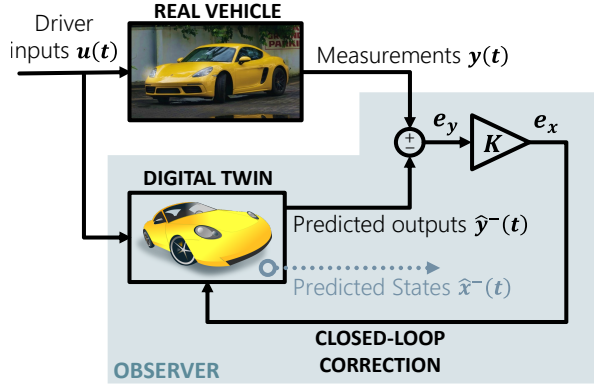 REAL VEHICLE
Driver
inputs u(t)
Measurements y(t)
+
−
e_y
K
e_x
DIGITAL TWIN
Predicted outputs ŷ⁻(t)
Predicted States x̂⁻(t)
CLOSED-LOOP
CORRECTION
OBSERVER